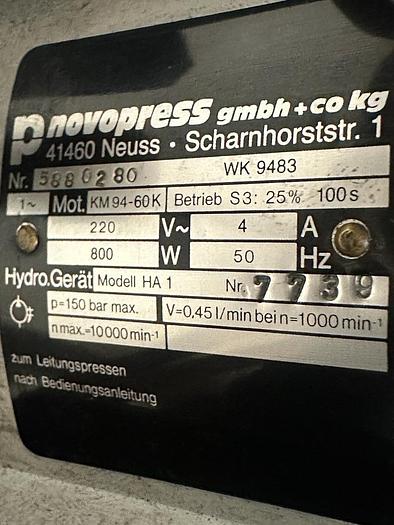 novopress gmbh + co kg
41460 Neuss • Scharnhorststr. 1
Nr. 5880280 WK 9483
1~ Mot. KM 94-60 K Betrieb S 3: 25% 100 s
220 V~ 4 A
800 W 50 Hz
Hydro.Gerät Modell HA 1 Nr. 7739
p=150 bar max. V=0,45 l/min bei n=1000 min-1
n max.=10000 min-1
zum Leitungspressen
nach Bedienungsanleitung